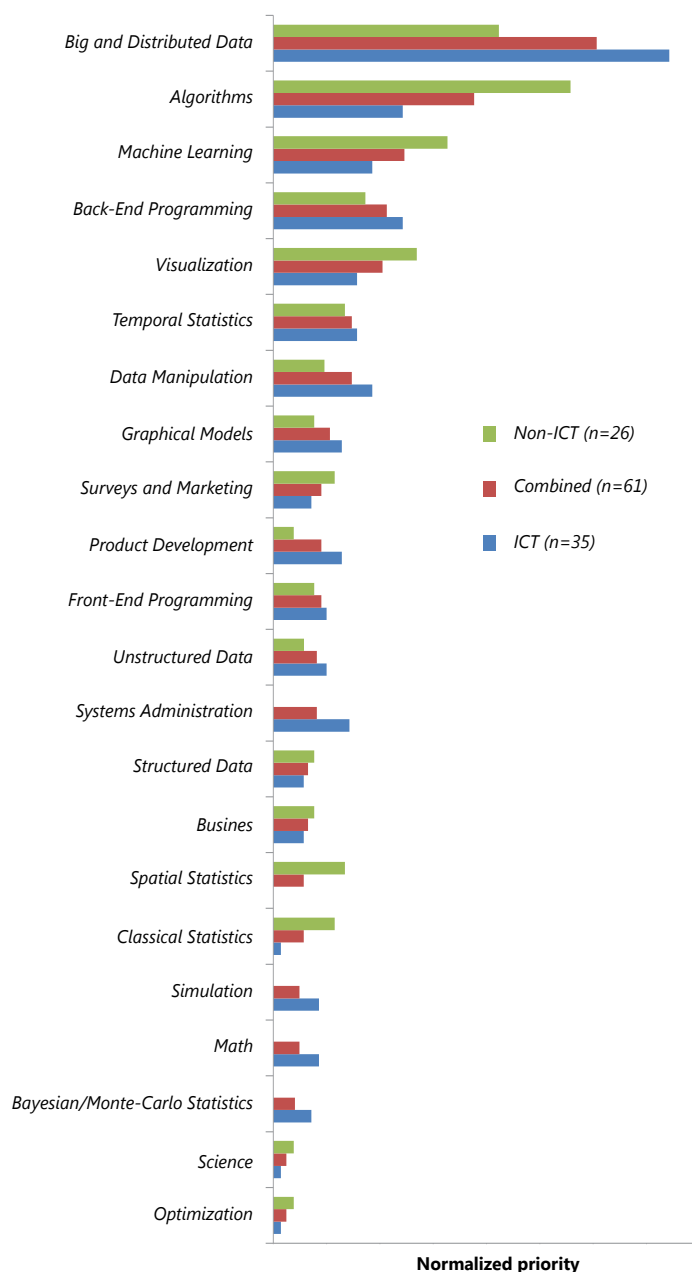 Big and Distributed Data
Algorithms
Machine Learning
Back-End Programming
Visualization
Temporal Statistics
Data Manipulation
Graphical Models
Non-ICT (n=26)
Surveys and Marketing
Combined (n=61)
Product Development
ICT (n=35)
Front-End Programming
Unstructured Data
Systems Administration
Structured Data
Busines
Spatial Statistics
Classical Statistics
Simulation
Math
Bayesian/Monte-Carlo Statistics
Science
Optimization
Normalized priority